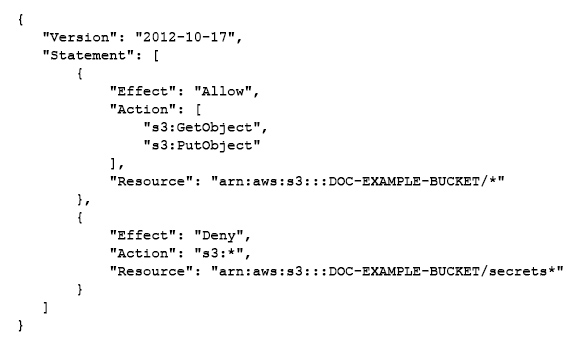 {
    "Version": "2012-10-17",
    "Statement": [
        {
            "Effect": "Allow",
            "Action": [
                "s3:GetObject",
                "s3:PutObject"
            ],
            "Resource": "arn:aws:s3:::DOC-EXAMPLE-BUCKET/*"
        },
        {
            "Effect": "Deny",
            "Action": "s3:*",
            "Resource": "arn:aws:s3:::DOC-EXAMPLE-BUCKET/secrets*"
        }
    ]
}